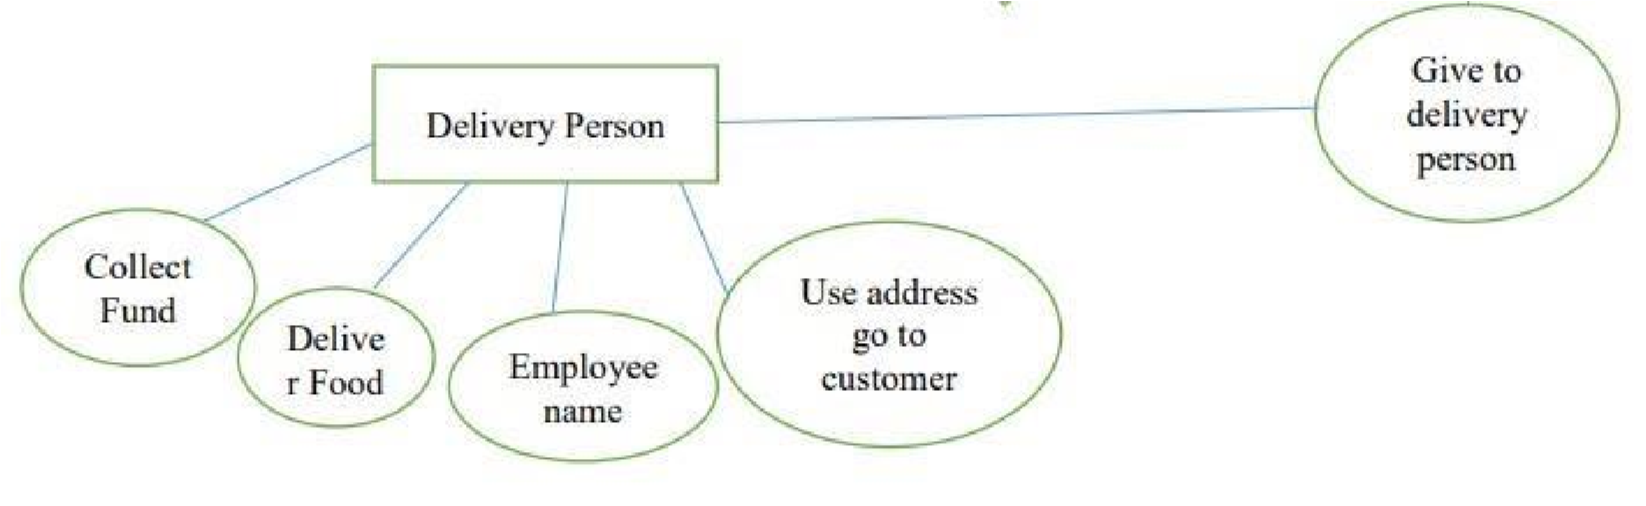 Delivery Person
Give to
delivery
person
Collect
Fund
Delive
r Food
Employee
name
Use address
go to
customer